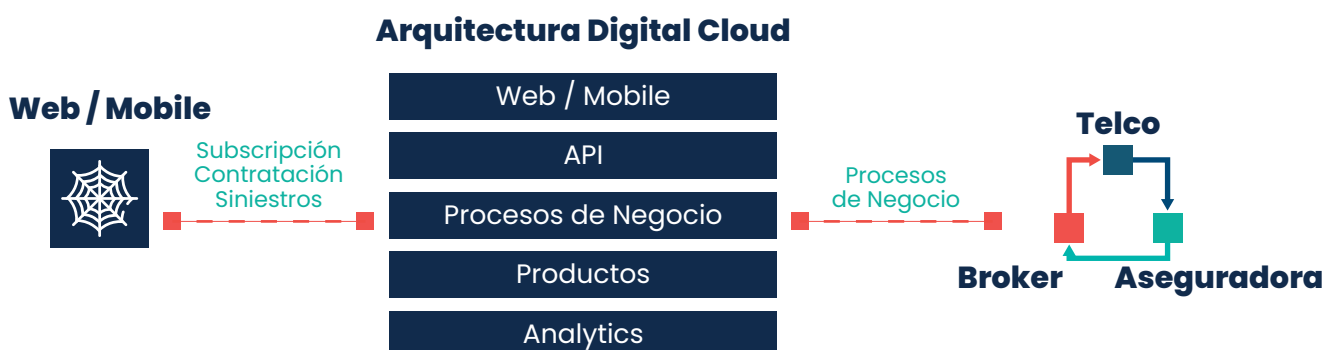 Arquitectura Digital Cloud
Web / Mobile
Subscripción
Contratación
Siniestros
Web / Mobile
API
Procesos de Negocio
Productos
Analytics
Procesos
de Negocio
Telco
Broker
Aseguradora